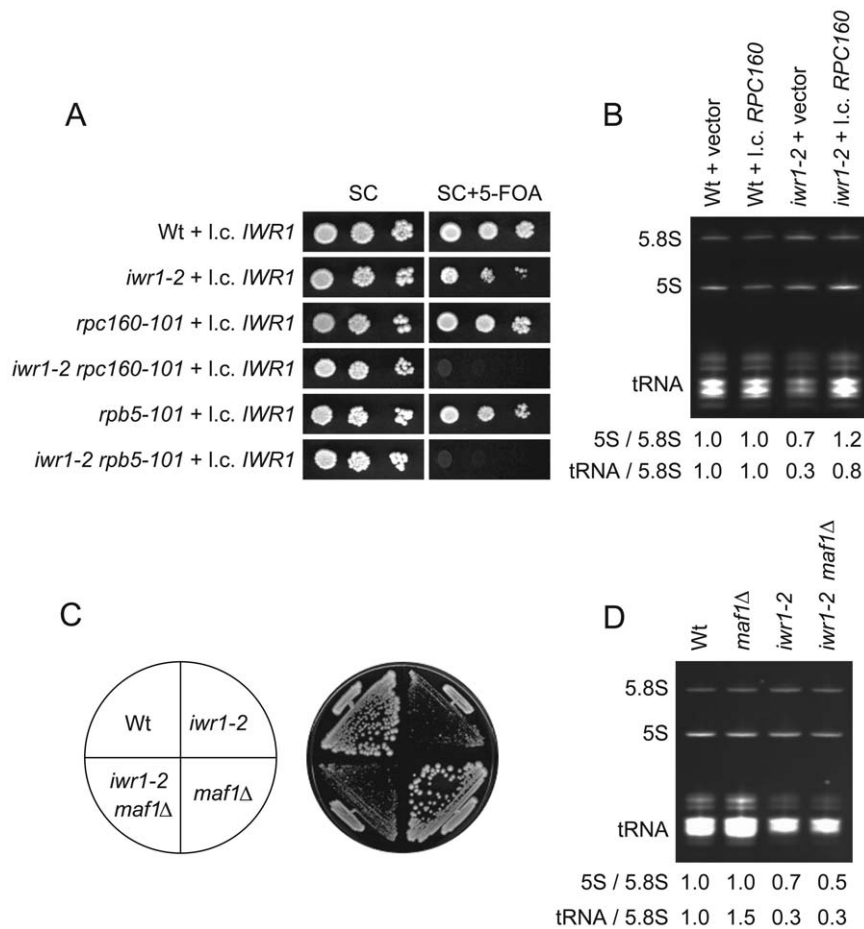 A
SC SC+5-FOA
Wt + l.c. IWR1
iwr1-2 + l.c. IWR1
rpc160-101 + l.c. IWR1
iwr1-2 rpc160-101 + l.c. IWR1
rpb5-101 + l.c. IWR1
iwr1-2 rpb5-101 + l.c. IWR1
B
Wt + vector
Wt + l.c. RPC160
iwr1-2 + vector
iwr1-2 + l.c. RPC160
5.8S
5S
tRNA
5S / 5.8S 1.0 1.0 0.7 1.2
tRNA / 5.8S 1.0 1.0 0.3 0.8
C
Wt iwr1-2
iwr1-2 maf1Δ
maf1Δ
D
Wt
maf1Δ
iwr1-2
iwr1-2 maf1Δ
5.8S
5S
tRNA
5S / 5.8S 1.0 1.0 0.7 0.5
tRNA / 5.8S 1.0 1.5 0.3 0.3